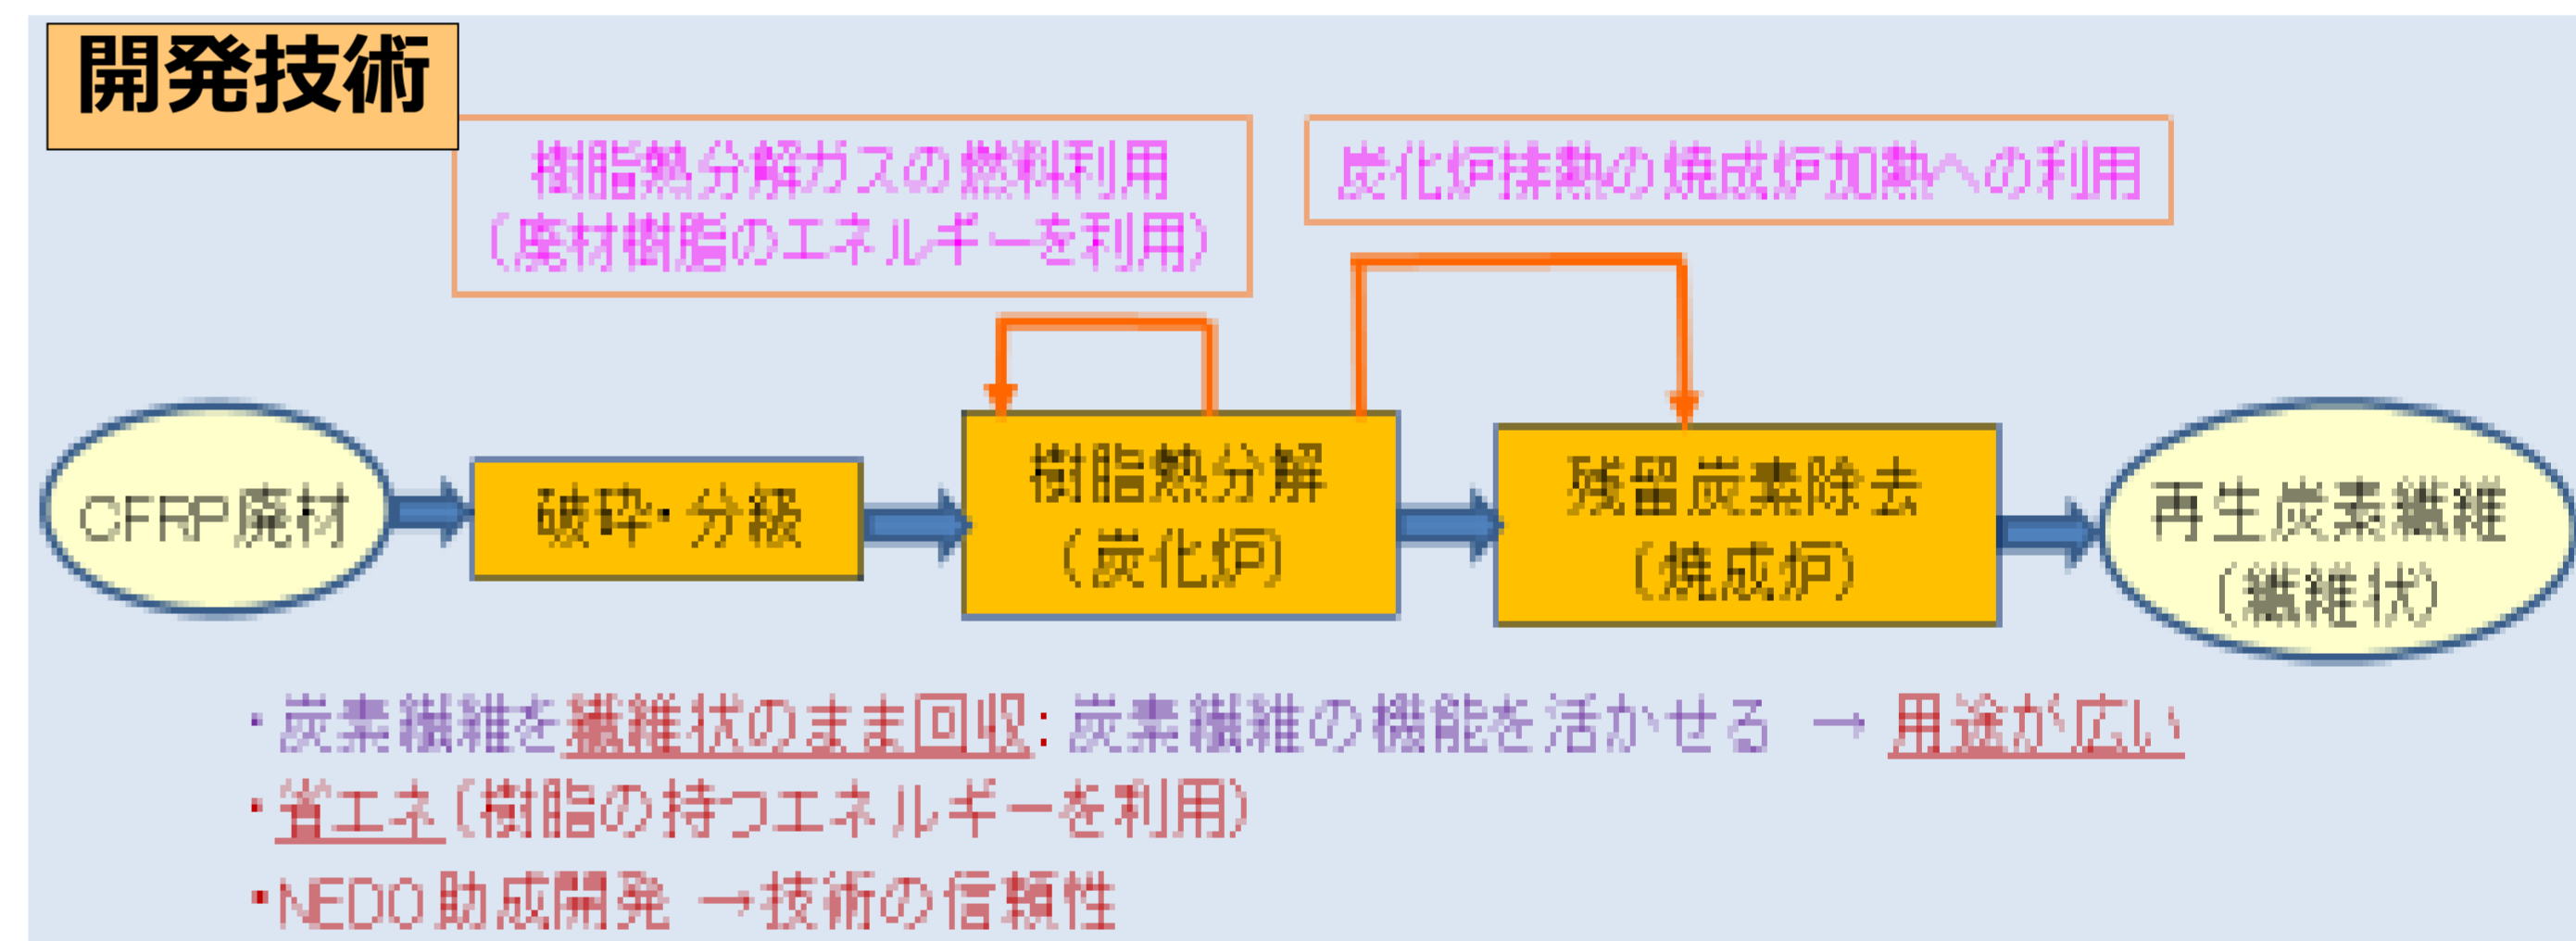 開発技術
樹脂熱分解ガスの燃料利用
(廃材樹脂のエネルギーを利用)
炭化炉排熱の焼成炉加熱への利用
CFRP廃材
破砕・分級
樹脂熱分解
(炭化炉)
残留炭素除去
(焼成炉)
再生炭素繊維
(繊維状)
・炭素繊維を繊維状のまま回収:炭素繊維の機能を活かせる → 用途が広い
・省エネ(樹脂の持つエネルギーを利用)
・NEDO助成開発 →技術の信頼性